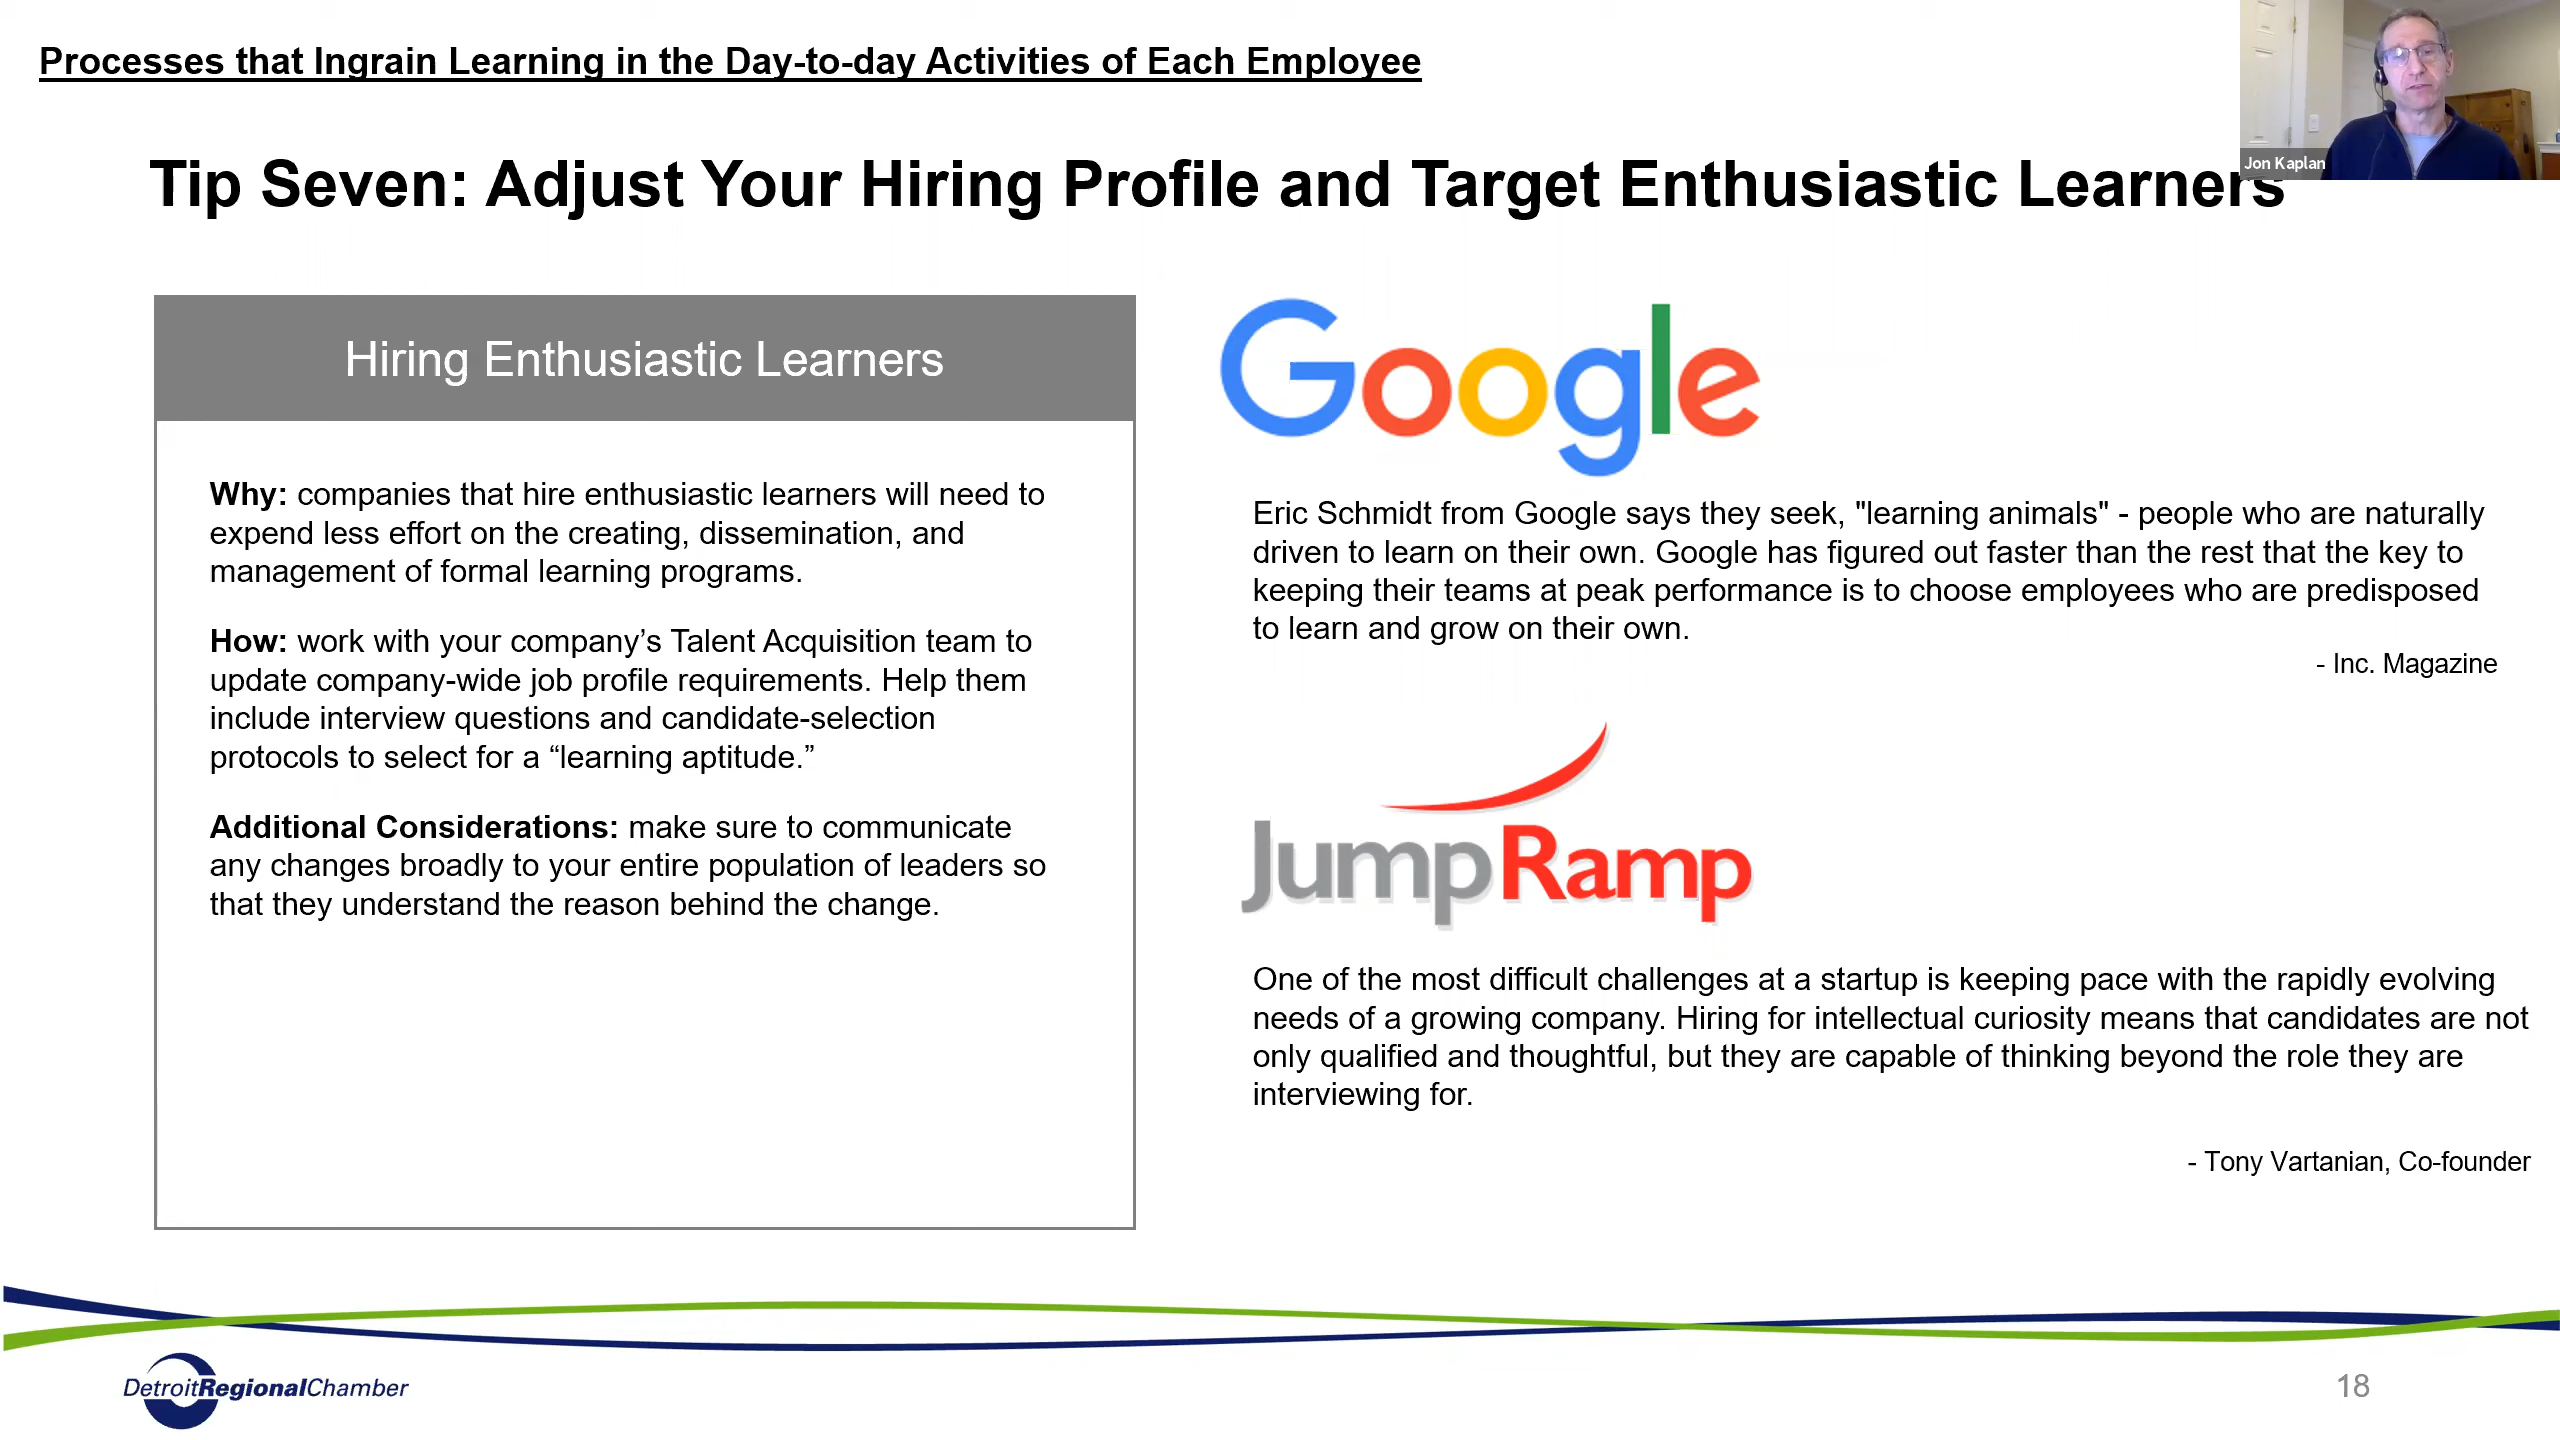 Processes that Ingrain Learning in the Day-to-day Activities of Each Employee
Jon Kaplan
Tip Seven: Adjust Your Hiring Profile and Target Enthusiastic Learners
Hiring Enthusiastic Learners
Why: companies that hire enthusiastic learners will need to
expend less effort on the creating, dissemination, and
management of formal learning programs.
How: work with your company’s Talent Acquisition team to
update company-wide job profile requirements. Help them
include interview questions and candidate-selection
protocols to select for a “learning aptitude.”
Additional Considerations: make sure to communicate
any changes broadly to your entire population of leaders so
that they understand the reason behind the change.
Google
Eric Schmidt from Google says they seek, "learning animals" - people who are naturally
driven to learn on their own. Google has figured out faster than the rest that the key to
keeping their teams at peak performance is to choose employees who are predisposed
to learn and grow on their own.
- Inc. Magazine
JumpRamp
One of the most difficult challenges at a startup is keeping pace with the rapidly evolving
needs of a growing company. Hiring for intellectual curiosity means that candidates are not
only qualified and thoughtful, but they are capable of thinking beyond the role they are
interviewing for.
- Tony Vartanian, Co-founder
DetroitRegionalChamber
18